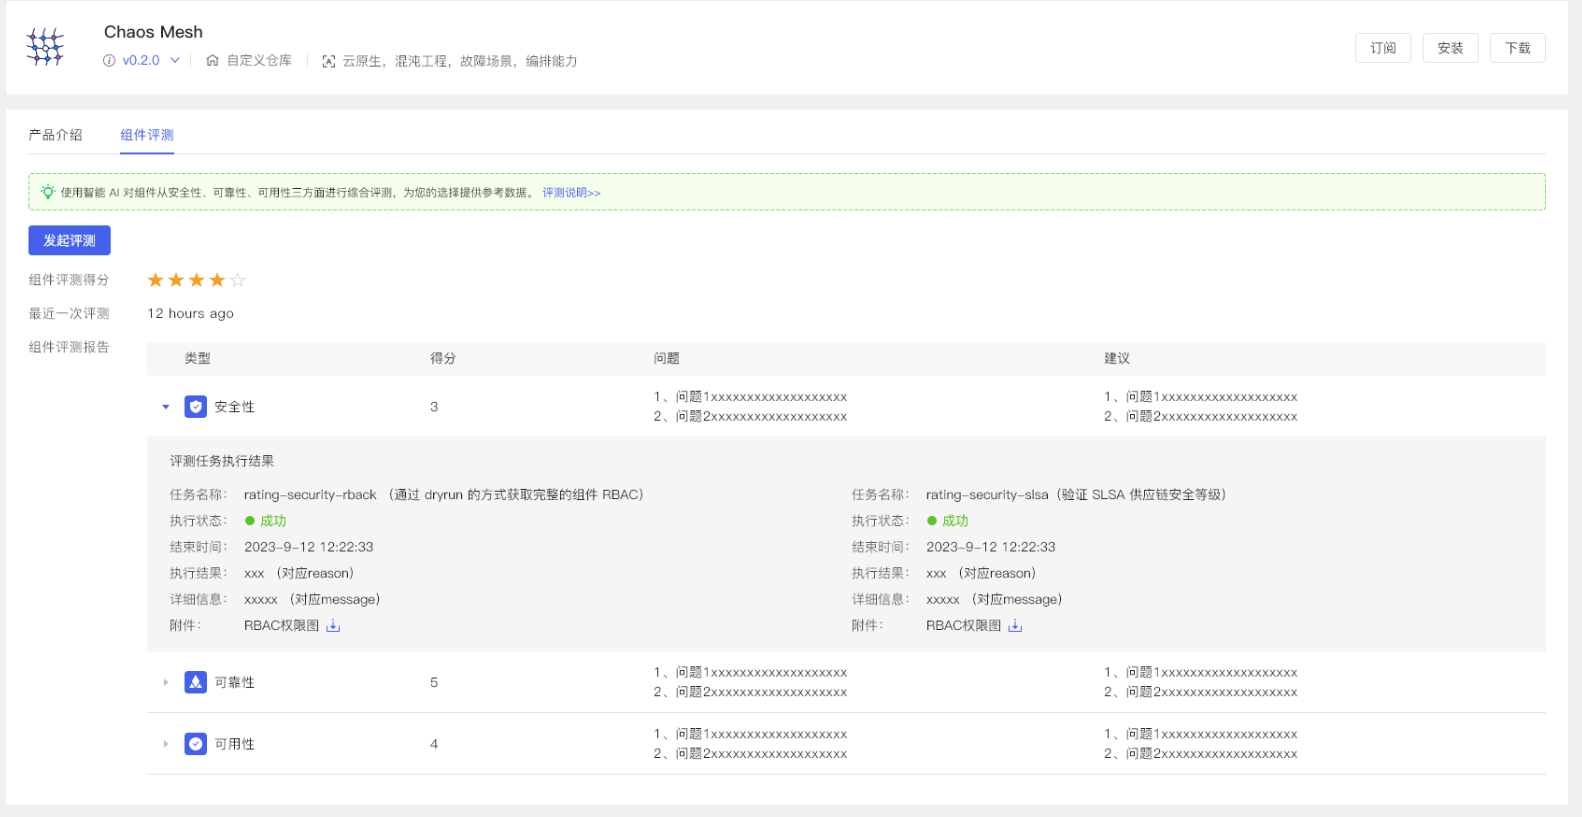 Chaos Mesh
v0.2.0 自定义仓库 云原生，混沌工程，故障场景，编排能力
订阅 安装 下载
产品介绍 组件评测
使用智能 AI 对组件从安全性、可靠性、可用性三方面进行综合评测，为您的选择提供参考数据。 评测说明>>
发起评测
组件评测得分
最近一次评测 12 hours ago
组件评测报告
类型 得分 问题 建议
安全性 3
1、问题1xxxxxxxxxxxxxxxxxxx 1、问题1xxxxxxxxxxxxxxxxxxx
2、问题2xxxxxxxxxxxxxxxxxxx 2、问题2xxxxxxxxxxxxxxxxxxx
评测任务执行结果
任务名称： rating-security-rback （通过 dryrun 的方式获取完整的组件 RBAC）
执行状态： 成功
结束时间： 2023-9-12 12:22:33
执行结果： xxx （对应reason）
详细信息： xxxxx （对应message）
附件： RBAC权限图
任务名称： rating-security-slsa（验证 SLSA 供应链安全等级）
执行状态： 成功
结束时间： 2023-9-12 12:22:33
执行结果： xxx （对应reason）
详细信息： xxxxx （对应message）
附件： RBAC权限图
可靠性 5
1、问题1xxxxxxxxxxxxxxxxxxx 1、问题1xxxxxxxxxxxxxxxxxxx
2、问题2xxxxxxxxxxxxxxxxxxx 2、问题2xxxxxxxxxxxxxxxxxxx
可用性 4
1、问题1xxxxxxxxxxxxxxxxxxx 1、问题1xxxxxxxxxxxxxxxxxxx
2、问题2xxxxxxxxxxxxxxxxxxx 2、问题2xxxxxxxxxxxxxxxxxxx